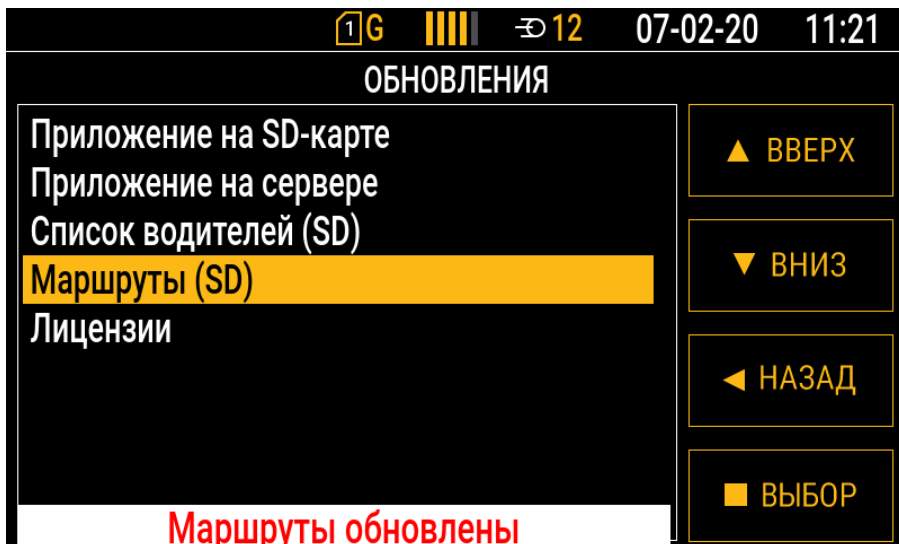 1 G 12 07-02-20 11:21
ОБНОВЛЕНИЯ
Приложение на SD-карте
Приложение на сервере
Список водителей (SD)
Маршруты (SD)
Лицензии
ВВЕРХ
ВНИЗ
НАЗАД
ВЫБОР
Маршруты обновлены